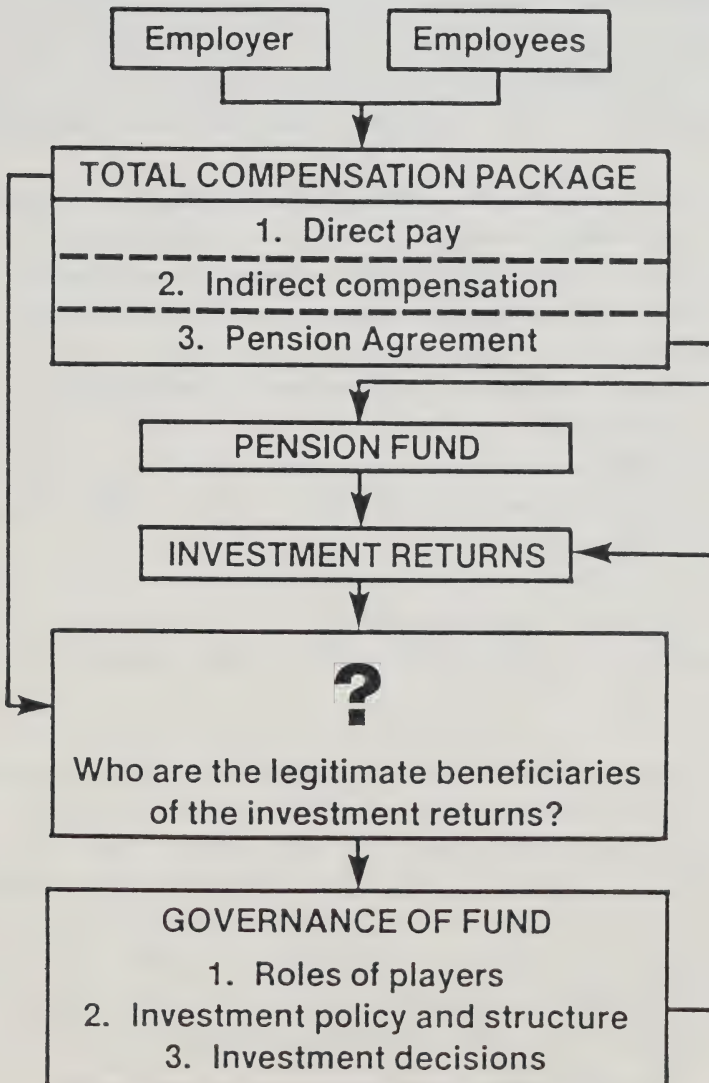 Employer
Employees
TOTAL COMPENSATION PACKAGE
1. Direct pay
2. Indirect compensation
3. Pension Agreement
PENSION FUND
INVESTMENT RETURNS
?
Who are the legitimate beneficiaries
of the investment returns?
GOVERNANCE OF FUND
1. Roles of players
2. Investment policy and structure
3. Investment decisions